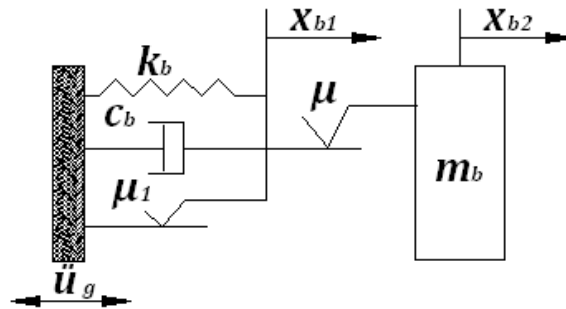 x_b1
x_b2
k_b
μ
c_b
m_b
μ_1
ü_g